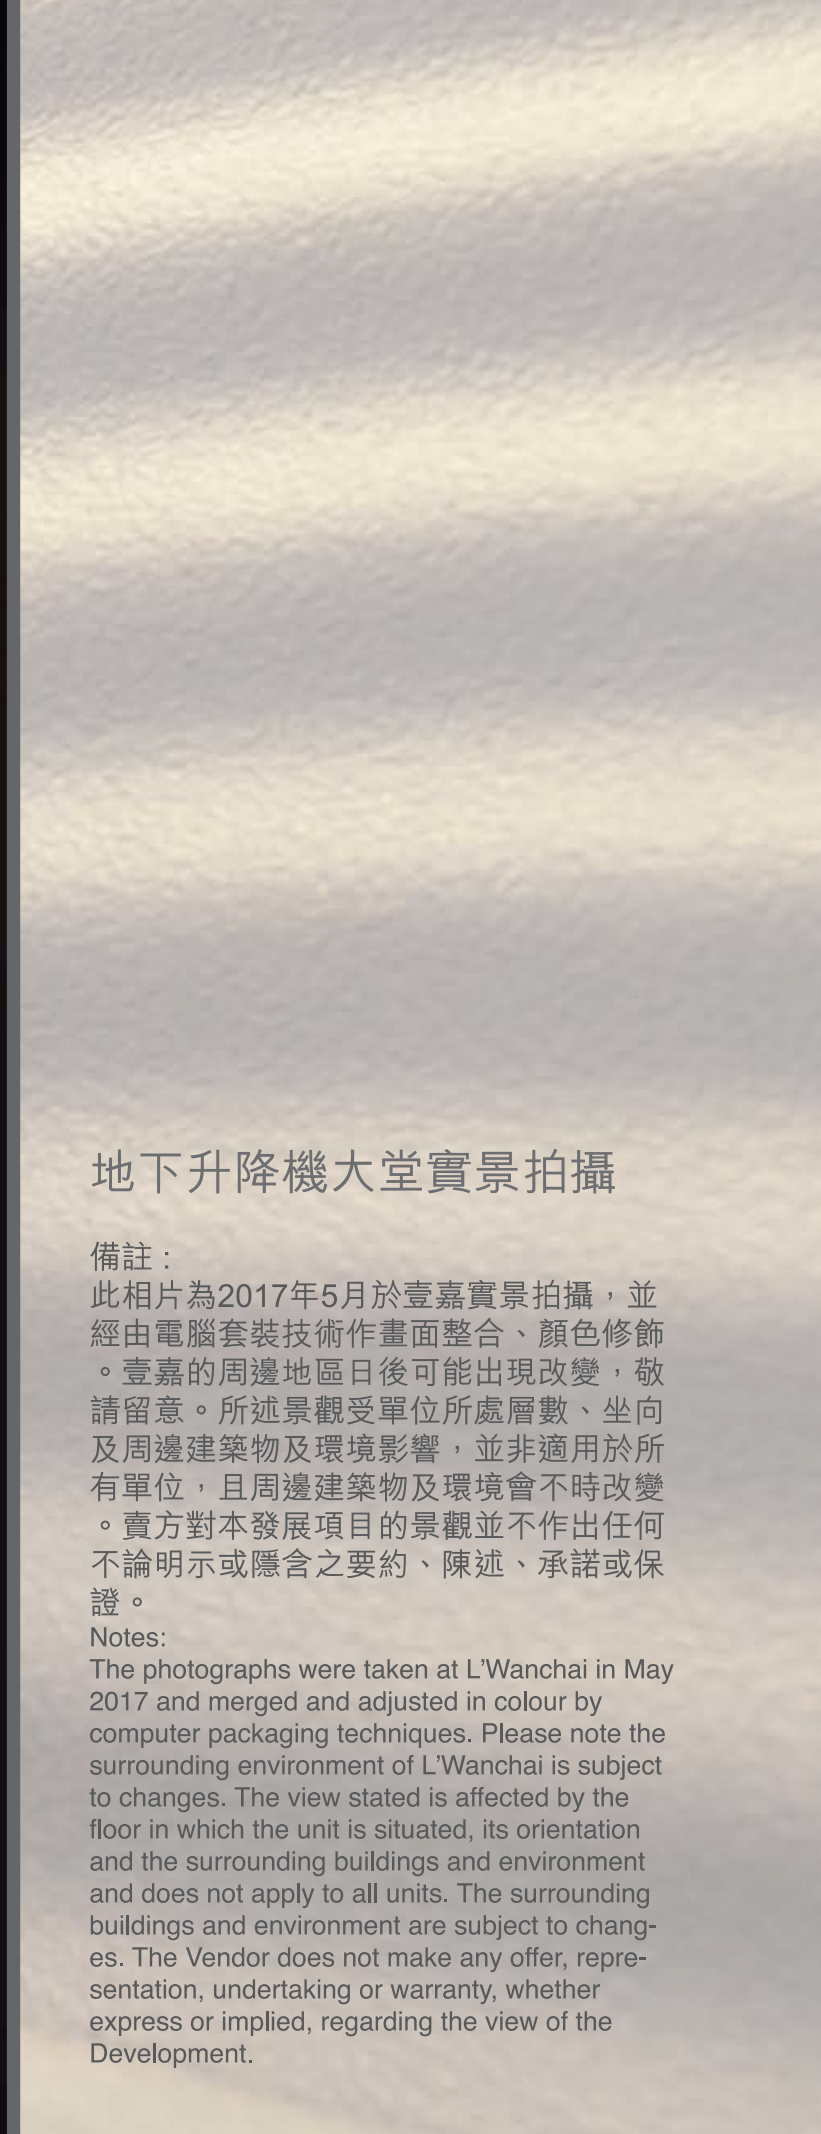 地下升降機大堂實景拍攝
備註：
此相片為2017年5月於壹嘉實景拍攝，並
經由電腦套裝技術作畫面整合、顏色修飾
。壹嘉的周邊地區日後可能出現改變，敬
請留意。所述景觀受單位所處層數、坐向
及周邊建築物及環境影響，並非適用於所
有單位，且周邊建築物及環境會不時改變
。賣方對本發展項目的景觀並不作出任何
不論明示或隱含之要約、陳述、承諾或保
證。
Notes:
The photographs were taken at L’Wanchai in May
2017 and merged and adjusted in colour by
computer packaging techniques. Please note the
surrounding environment of L’Wanchai is subject
to changes. The view stated is affected by the
floor in which the unit is situated, its orientation
and the surrounding buildings and environment
and does not apply to all units. The surrounding
buildings and environment are subject to chang-
es. The Vendor does not make any offer, repre-
sentation, undertaking or warranty, whether
express or implied, regarding the view of the
Development.